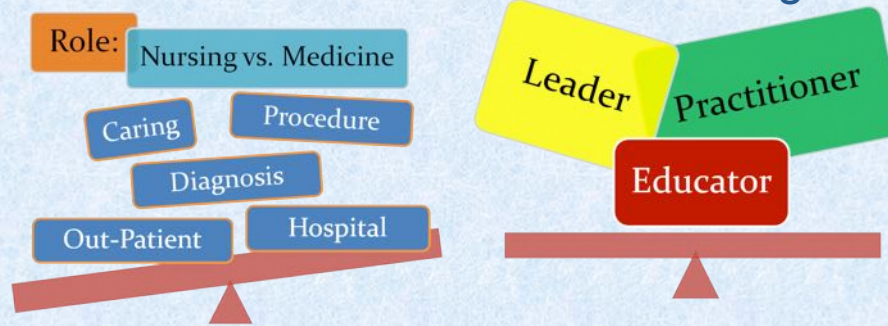 Role:
Nursing vs. Medicine
Caring
Procedure
Diagnosis
Out-Patient
Hospital
Leader
Practitioner
Educator